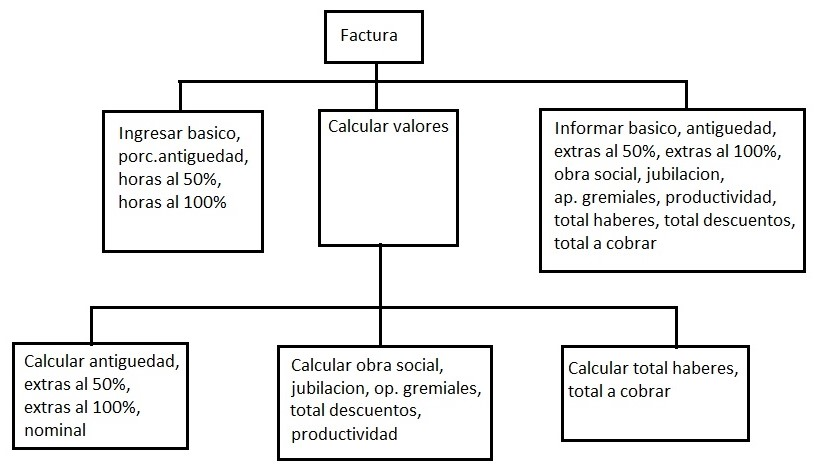 Factura
Ingresar basico,
porc.antiguedad,
horas al 50%,
horas al 100%
Calcular valores
Informar basico, antiguedad,
extras al 50%, extras al 100%,
obra social, jubilacion,
ap. gremiales, productividad,
total haberes, total descuentos,
total a cobrar
Calcular antiguedad,
extras al 50%,
extras al 100%,
nominal
Calcular obra social,
jubilacion, op. gremiales,
total descuentos,
productividad
Calcular total haberes,
total a cobrar